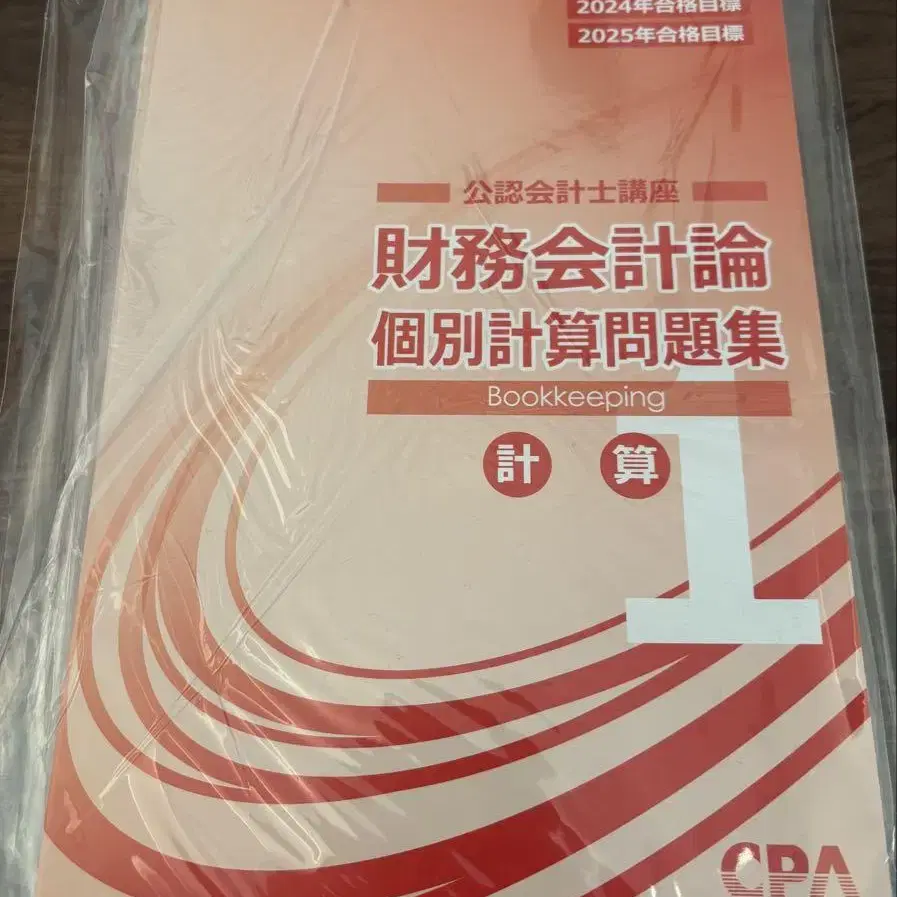 2024年合格目標
2025年合格目標
公認会計士講座
財務会計論
個別計算問題集
Bookkeeping
計 算
1
CPA